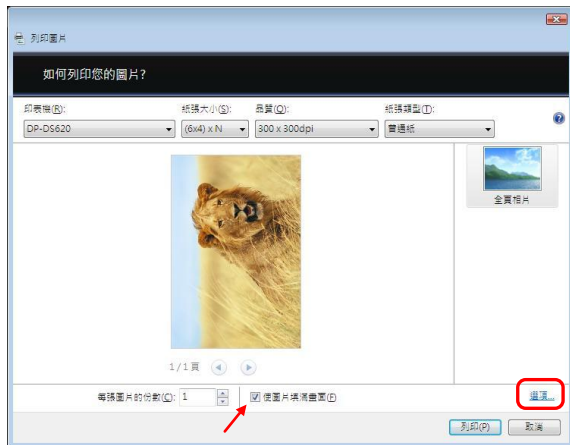 列印圖片
如何列印您的圖片?
印表機(R): 紙張大小(S): 品質(Q): 紙張類型(T):
DP-DS620 (6x4) x N 300 x 300dpi 普通紙
全頁相片
1/1 頁
每張圖片的份數(C): 1 使圖片填滿畫面(F) 選項...
列印(P) 取消